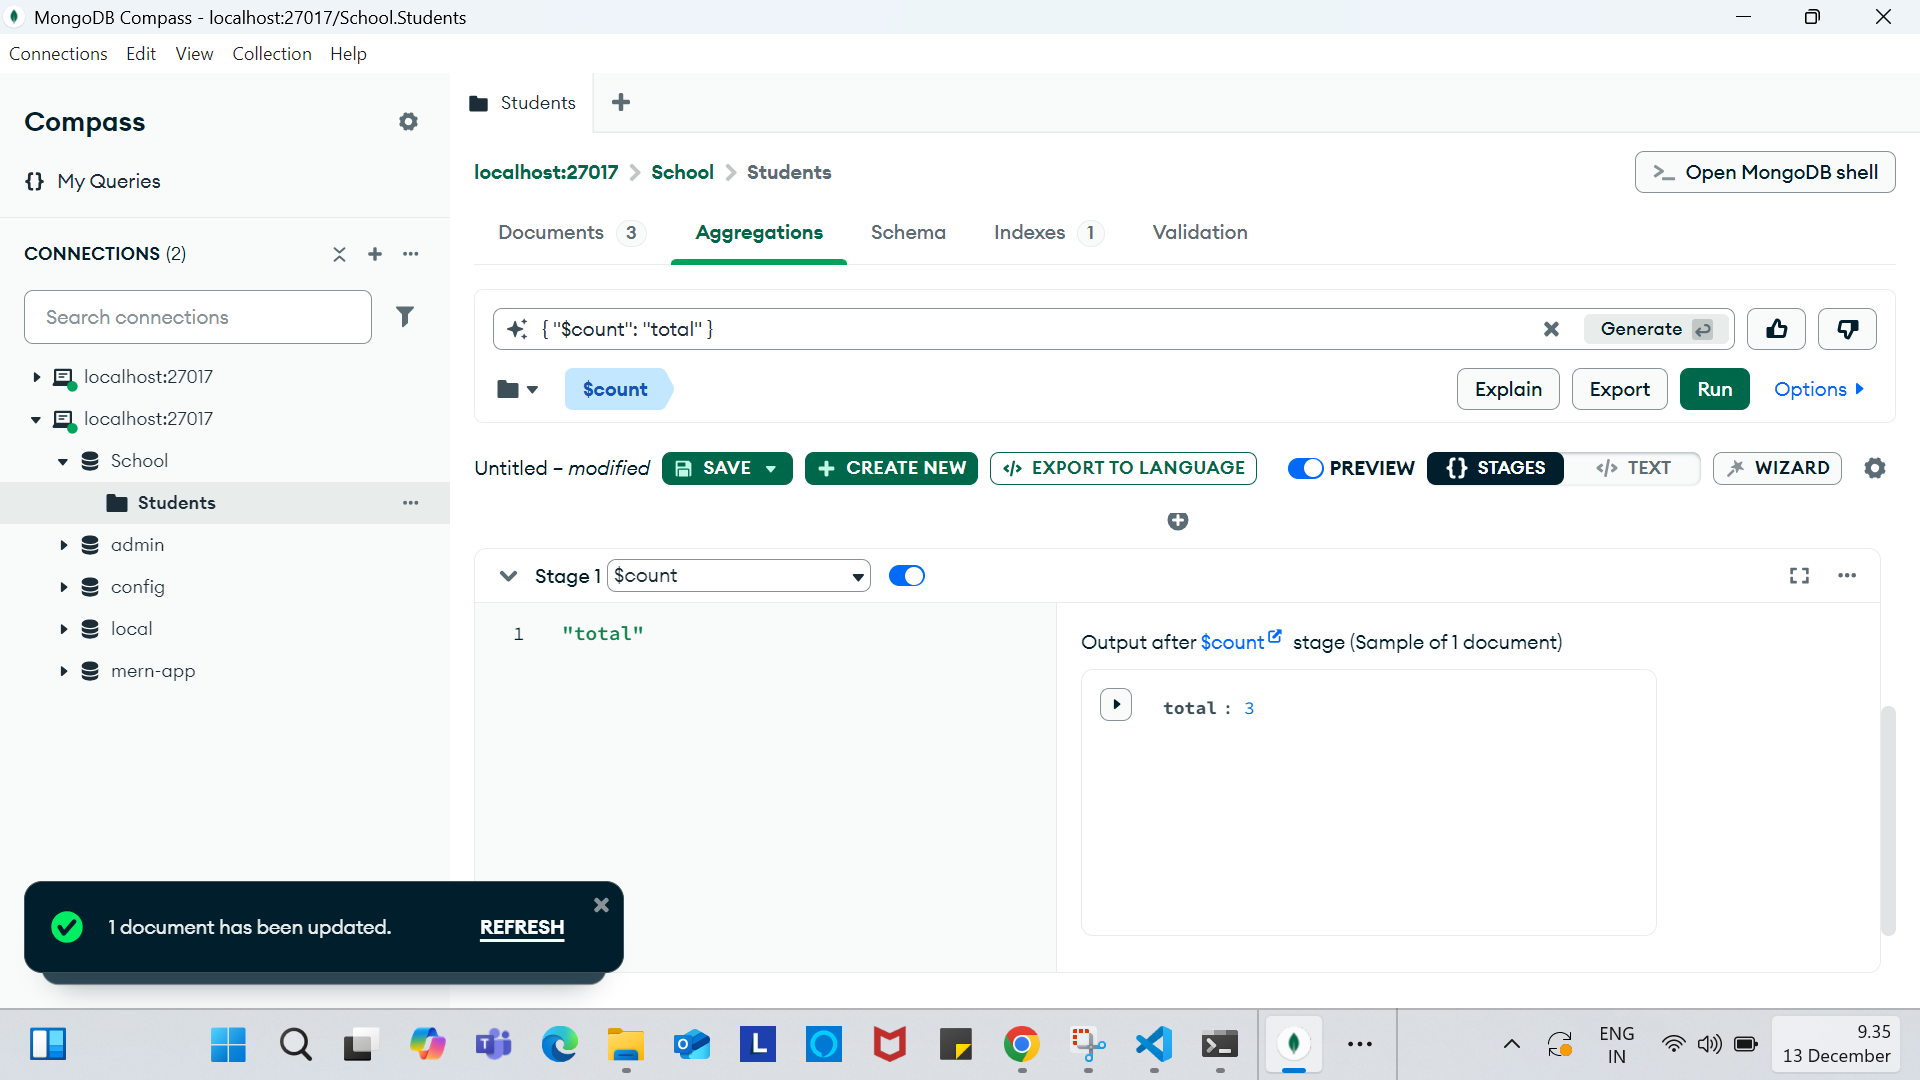 MongoDB Compass - localhost:27017/School.Students
Connections Edit View Collection Help
Compass
My Queries
CONNECTIONS (2)
Search connections
localhost:27017
localhost:27017
School
Students
admin
config
local
mern-app
Students
localhost:27017 School Students
Open MongoDB shell
Documents 3 Aggregations Schema Indexes 1 Validation
{ "$count": "total" }
Generate
$count
Explain Export Run Options
Untitled – modified SAVE CREATE NEW EXPORT TO LANGUAGE PREVIEW {} STAGES </> TEXT WIZARD
Stage 1 $count
1 "total"
Output after $count stage (Sample of 1 document)
total : 3
1 document has been updated. REFRESH
L
ENG
IN
9.35
13 December